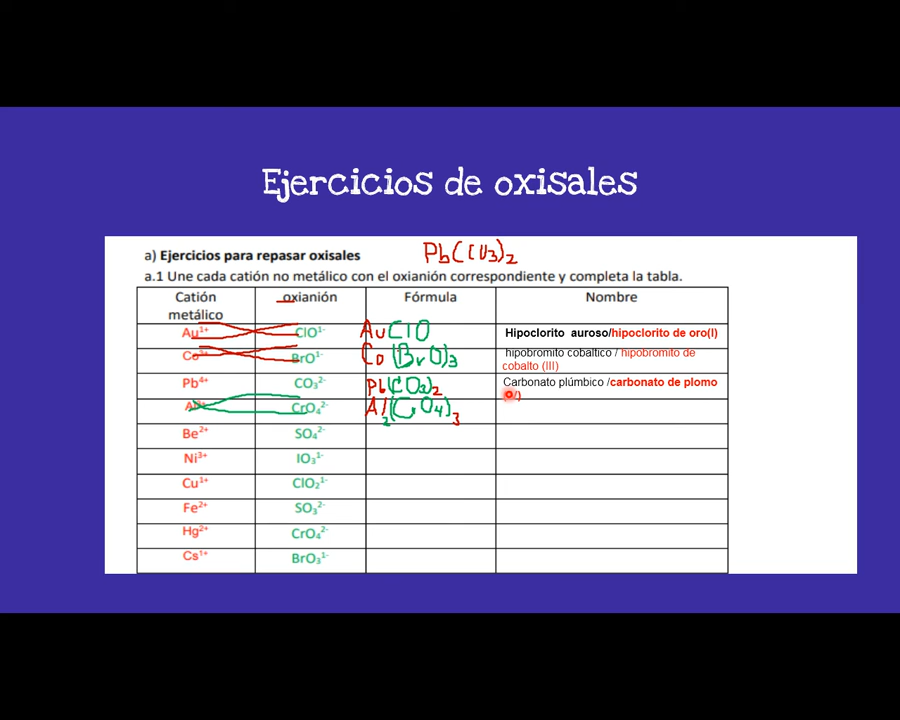 Ejercicios de oxisales
a) Ejercicios para repasar oxisales
Pb(CO3)2
a.1 Une cada catión no metálico con el oxianión correspondiente y completa la tabla.
Catión metálico oxianión Fórmula Nombre
Au¹⁺ ClO¹⁻ AuClO Hipoclorito auroso/hipoclorito de oro(I)
Co³⁺ BrO¹⁻ Co(BrO)3 hipobromito cobaltico / hipobromito de
cobalto (III)
Pb⁴⁺ CO₃²⁻ Pb(CO3)2 Carbonato plúmbico /carbonato de plomo
CrO₄²⁻ Al2(CrO4)3
Be²⁺ SO₄²⁻
Ni³⁺ IO₃¹⁻
Cu¹⁺ ClO₂¹⁻
Fe²⁺ SO₃²⁻
Hg²⁺ CrO₄²⁻
Cs¹⁺ BrO₃¹⁻